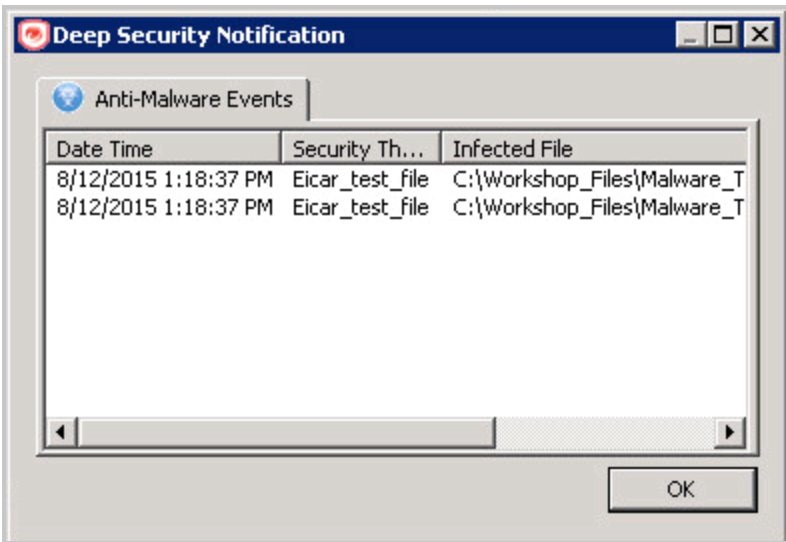 Deep Security Notification
Anti-Malware Events
Date Time Security Th... Infected File
8/12/2015 1:18:37 PM Eicar_test_file C:\Workshop_Files\Malware_T
8/12/2015 1:18:37 PM Eicar_test_file C:\Workshop_Files\Malware_T
OK